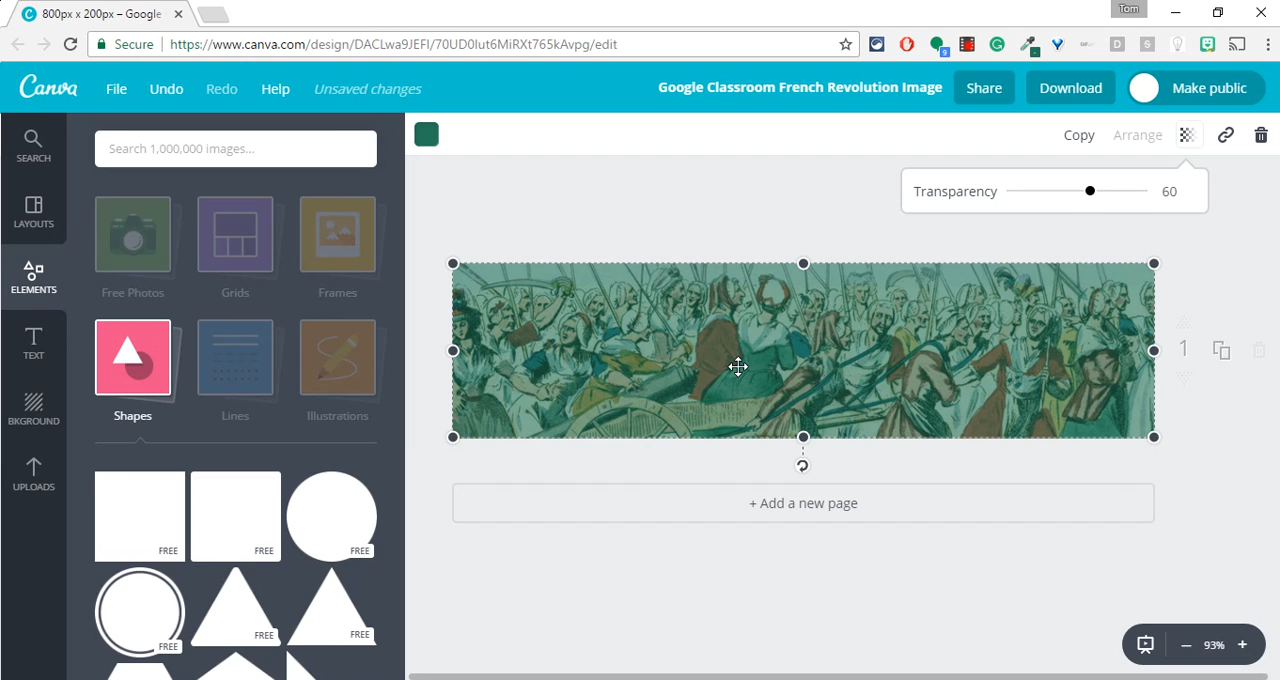 800px x 200px – Google
Tom
Secure
https://www.canva.com/design/DACLwa9JEFI/70UD0lut6MiRXt765kAvpg/edit
9
D
S
Canva
File
Undo
Redo
Help
Unsaved changes
Google Classroom French Revolution Image
Share
Download
Make public
SEARCH
LAYOUTS
ELEMENTS
TEXT
BKGROUND
UPLOADS
Search 1,000,000 images...
Free Photos
Grids
Frames
Shapes
Lines
Illustrations
FREE
FREE
FREE
FREE
FREE
FREE
Copy
Arrange
Transparency
60
1
+ Add a new page
93%